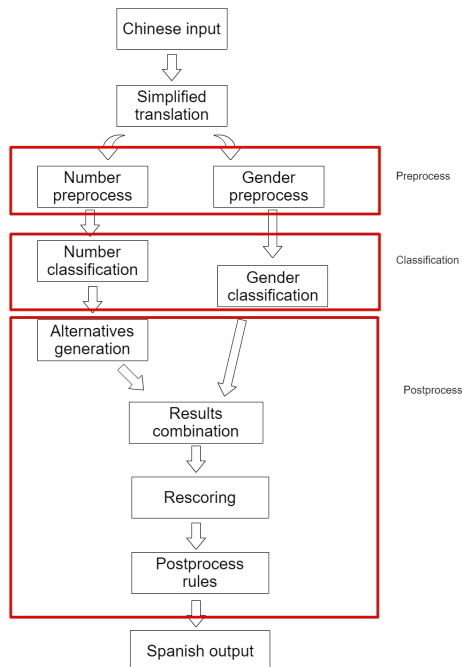 Chinese input
Simplified
translation
Number
preprocess
Gender
preprocess
Preprocess
Number
classification
Gender
classification
Classification
Alternatives
generation
Postprocess
Results
combination
Rescoring
Postprocess
rules
Spanish output